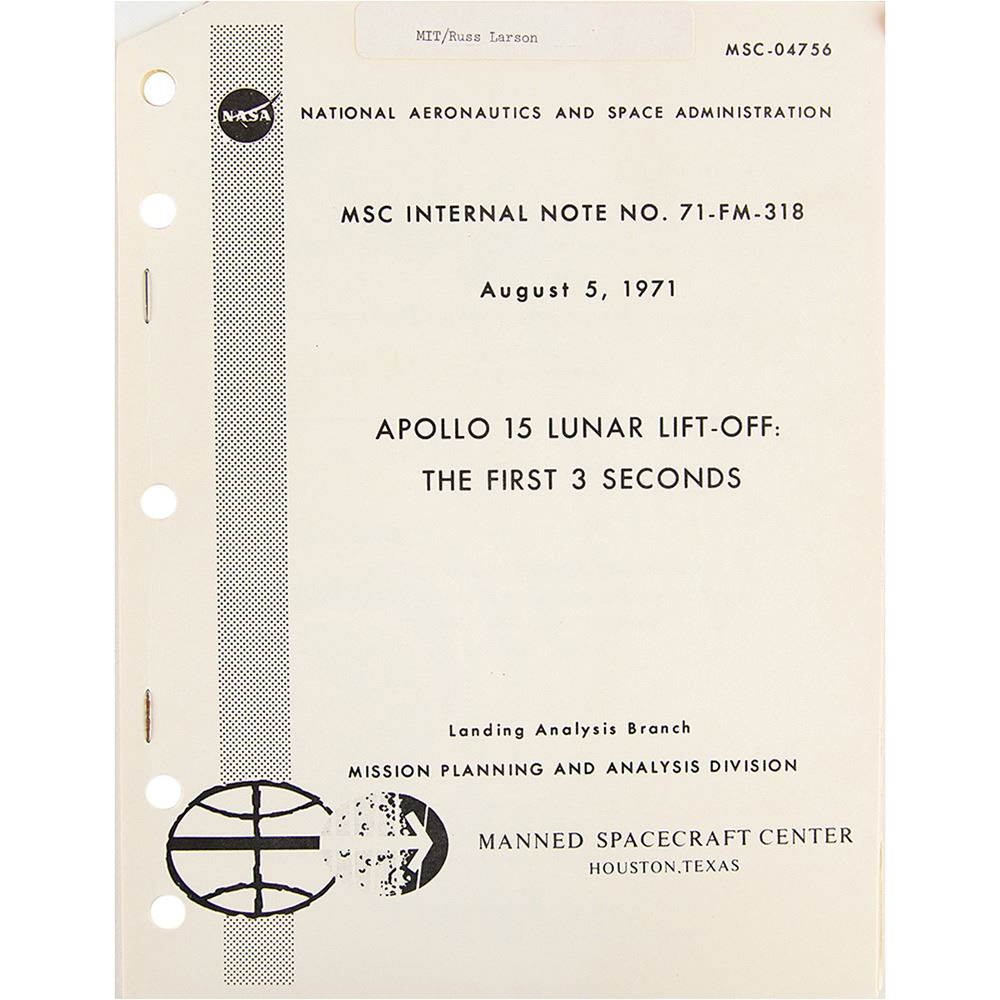 MIT/Russ Larson
MSC-04756
NASA
NATIONAL AERONAUTICS AND SPACE ADMINISTRATION
MSC INTERNAL NOTE NO. 71-FM-318
August 5, 1971
APOLLO 15 LUNAR LIFT-OFF:
THE FIRST 3 SECONDS
Landing Analysis Branch
MISSION PLANNING AND ANALYSIS DIVISION
MANNED SPACECRAFT CENTER
HOUSTON, TEXAS